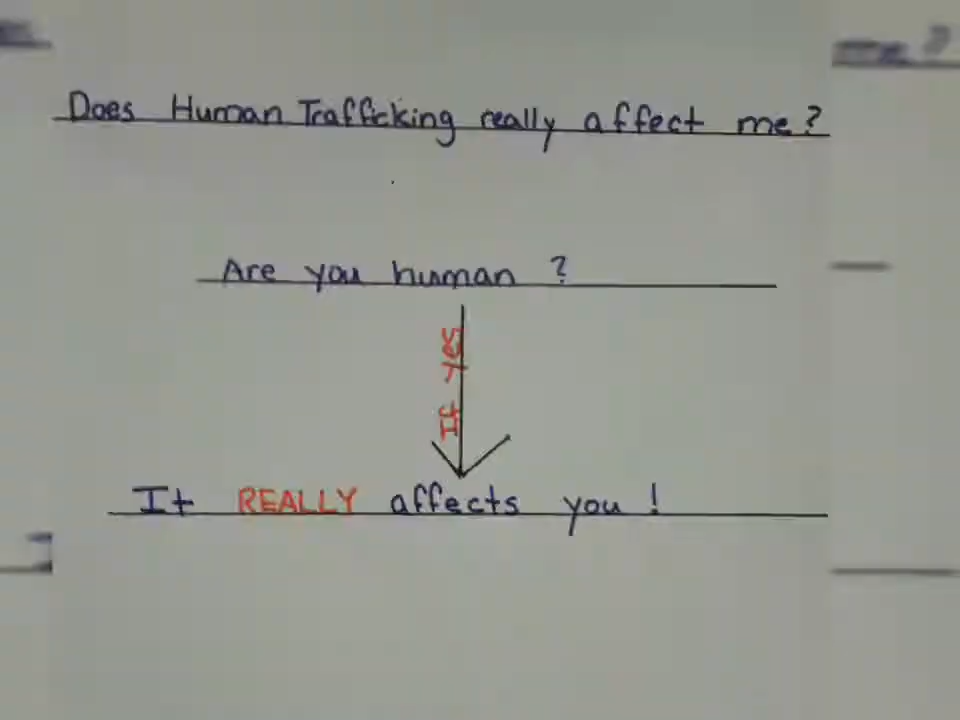 Does Human Trafficking really affect me?
Are you human ?
If yes
It REALLY affects you !